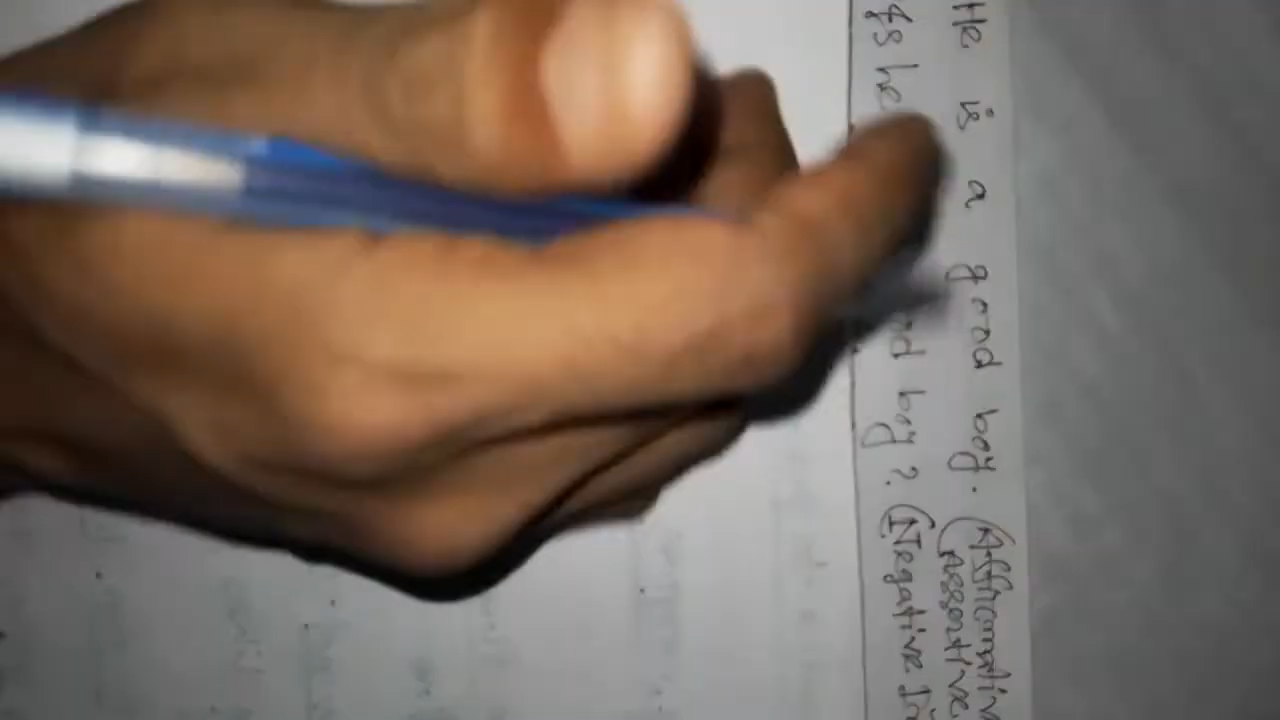 He is a good boy. (Affirmative
Assertive
Is he boy? (Negative